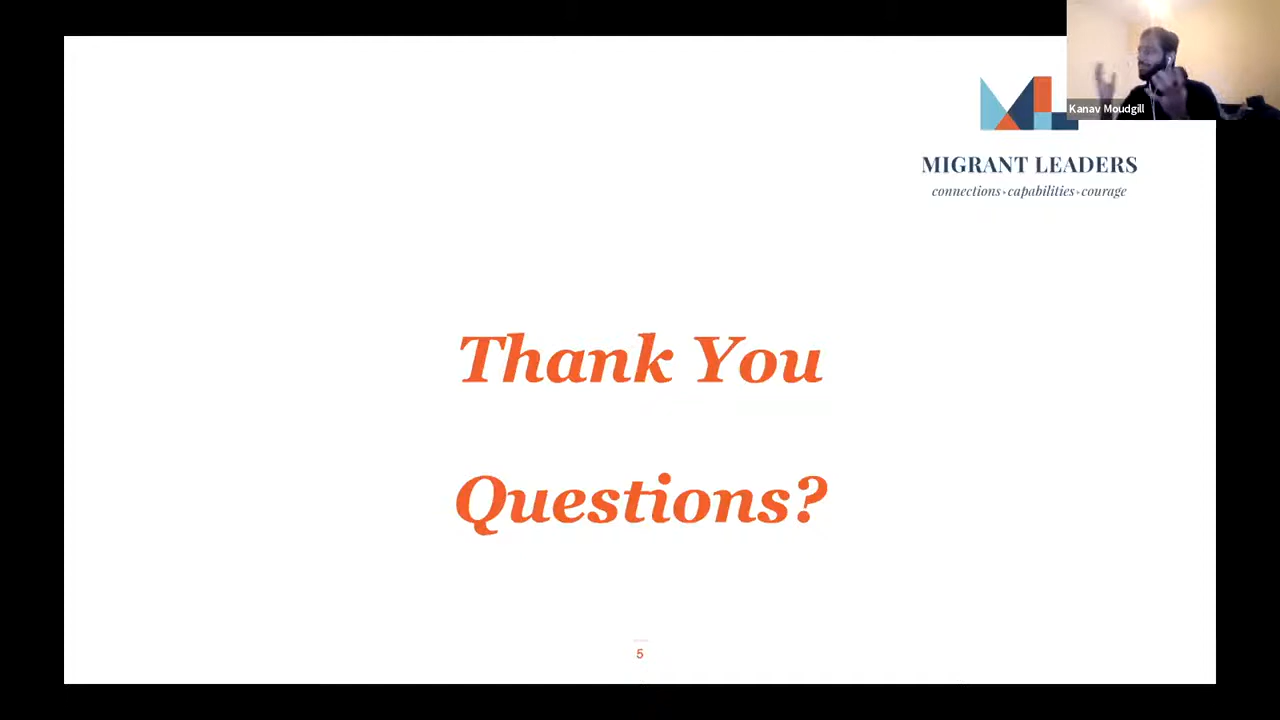 Kanav Moudgill
MIGRANT LEADERS
connections•capabilities•courage
Thank You
Questions?
5